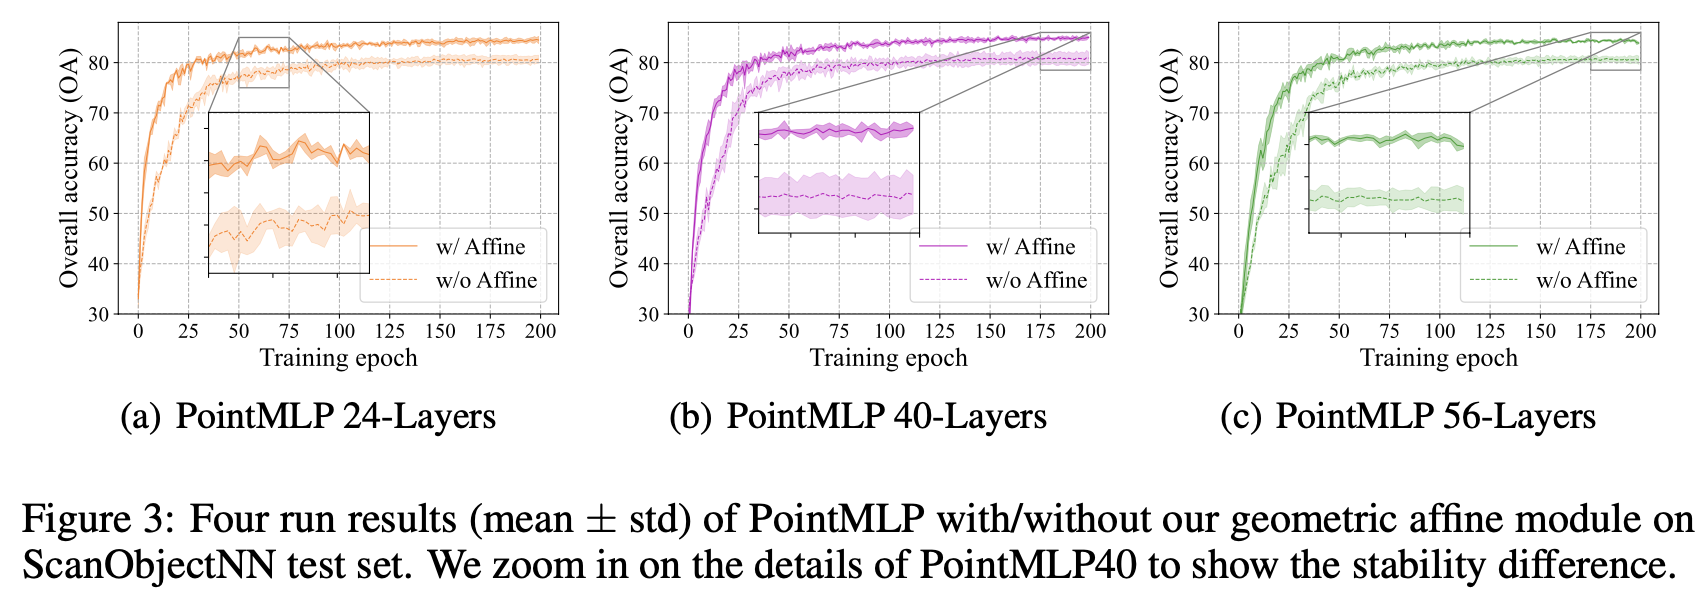 Overall accuracy (OA)
80
70
60
50
40
30
w/ Affine
w/o Affine
0 25 50 75 100 125 150 175 200
Training epoch
(a) PointMLP 24-Layers
Overall accuracy (OA)
80
70
60
50
40
30
w/ Affine
w/o Affine
0 25 50 75 100 125 150 175 200
Training epoch
(b) PointMLP 40-Layers
Overall accuracy (OA)
80
70
60
50
40
30
w/ Affine
w/o Affine
0 25 50 75 100 125 150 175 200
Training epoch
(c) PointMLP 56-Layers
Figure 3: Four run results (mean ± std) of PointMLP with/without our geometric affine module on
ScanObjectNN test set. We zoom in on the details of PointMLP40 to show the stability difference.